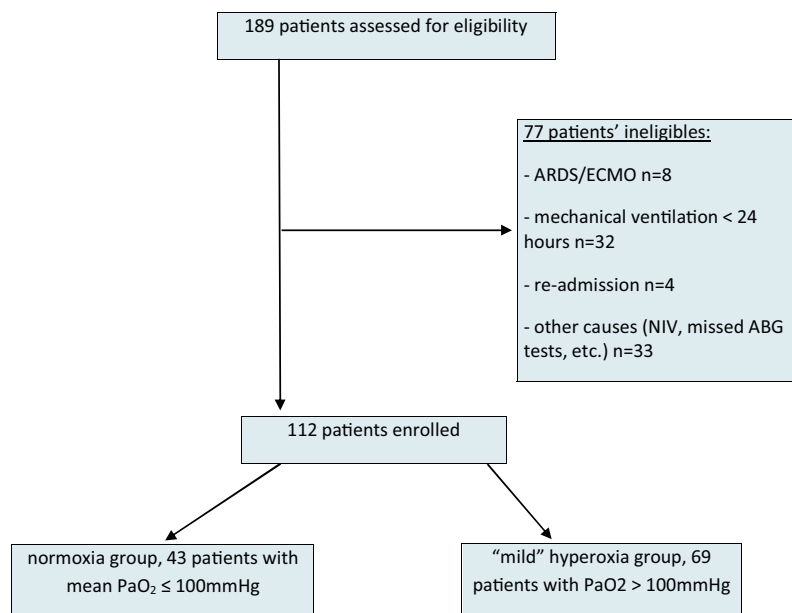 189 patients assessed for eligibility
77 patients’ ineligibles:
- ARDS/ECMO n=8
- mechanical ventilation < 24
hours n=32
- re-admission n=4
- other causes (NIV, missed ABG
tests, etc.) n=33
112 patients enrolled
normoxia group, 43 patients with
mean PaO₂ ≤ 100mmHg
“mild” hyperoxia group, 69
patients with PaO2 > 100mmHg